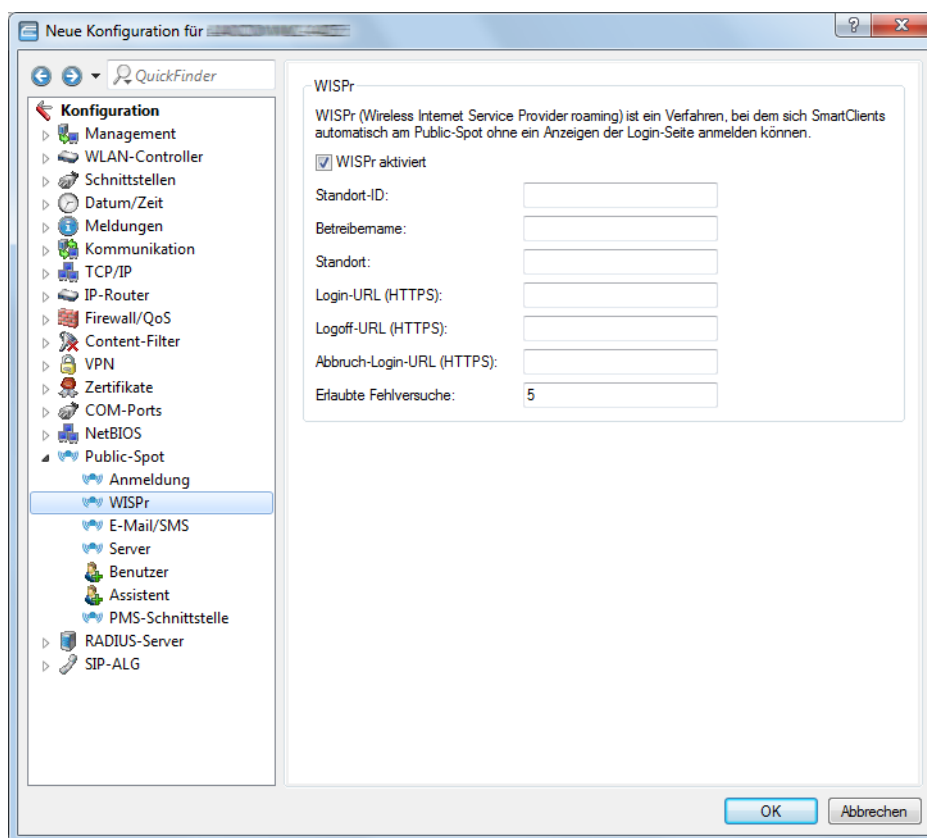 Neue Konfiguration für
QuickFinder
Konfiguration
Management
WLAN-Controller
Schnittstellen
Datum/Zeit
Meldungen
Kommunikation
TCP/IP
IP-Router
Firewall/QoS
Content-Filter
VPN
Zertifikate
COM-Ports
NetBIOS
Public-Spot
Anmeldung
WISPr
E-Mail/SMS
Server
Benutzer
Assistent
PMS-Schnittstelle
RADIUS-Server
SIP-ALG
WISPr
WISPr (Wireless Internet Service Provider roaming) ist ein Verfahren, bei dem sich SmartClients
automatisch am Public-Spot ohne ein Anzeigen der Login-Seite anmelden können.
WISPr aktiviert
Standort-ID:
Betreibername:
Standort:
Login-URL (HTTPS):
Logoff-URL (HTTPS):
Abbruch-Login-URL (HTTPS):
Erlaubte Fehlversuche: 5
OK Abbrechen